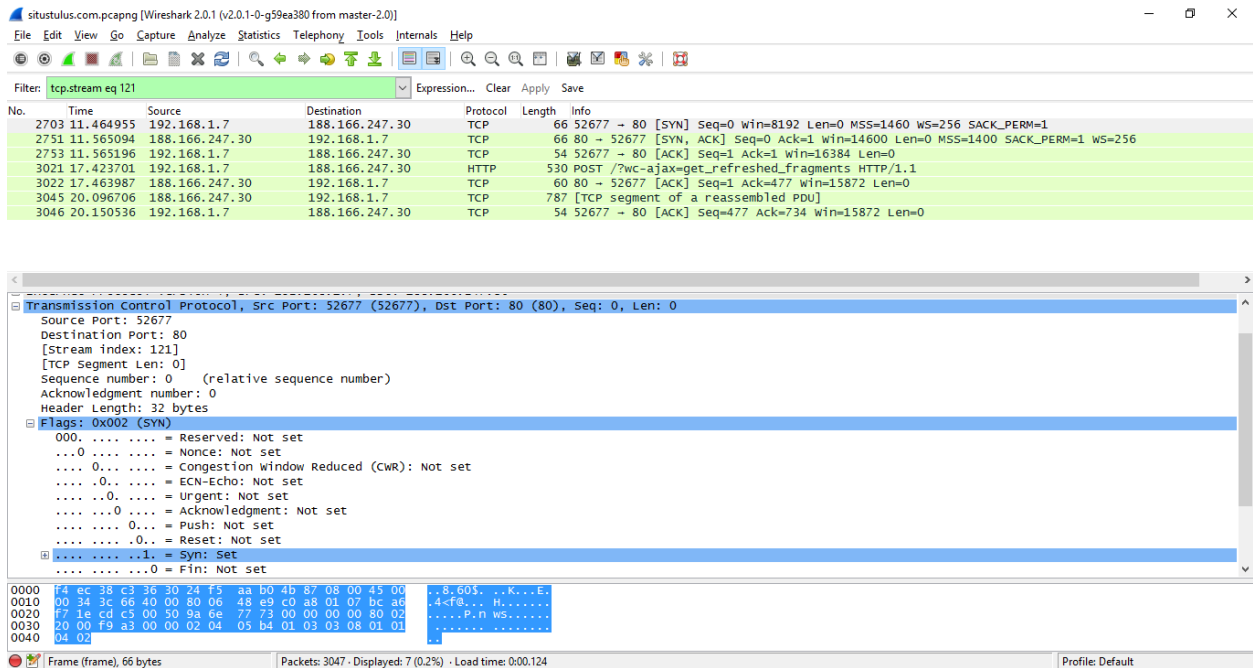 situstulus.com.pcapng [Wireshark 2.0.1 (v2.0.1-0-g59ea380 from master-2.0)]
File Edit View Go Capture Analyze Statistics Telephony Tools Internals Help
Filter: tcp.stream eq 121 Expression... Clear Apply Save
No. Time Source Destination Protocol Length Info
2703 11.464955 192.168.1.7 188.166.247.30 TCP 66 52677 → 80 [SYN] Seq=0 Win=8192 Len=0 MSS=1460 WS=256 SACK_PERM=1
2751 11.565094 188.166.247.30 192.168.1.7 TCP 66 80 → 52677 [SYN, ACK] Seq=0 Ack=1 Win=14600 Len=0 MSS=1400 SACK_PERM=1 WS=256
2753 11.565196 192.168.1.7 188.166.247.30 TCP 54 52677 → 80 [ACK] Seq=1 Ack=1 Win=16384 Len=0
3021 17.423701 192.168.1.7 188.166.247.30 HTTP 530 POST /?wc-ajax=get_refreshed_fragments HTTP/1.1
3022 17.463987 188.166.247.30 192.168.1.7 TCP 60 80 → 52677 [ACK] Seq=1 Ack=477 Win=15872 Len=0
3045 20.096706 188.166.247.30 192.168.1.7 TCP 787 [TCP segment of a reassembled PDU]
3046 20.150536 192.168.1.7 188.166.247.30 TCP 54 52677 → 80 [ACK] Seq=477 Ack=734 Win=15872 Len=0
Transmission Control Protocol, Src Port: 52677 (52677), Dst Port: 80 (80), Seq: 0, Len: 0
Source Port: 52677
Destination Port: 80
[Stream index: 121]
[TCP Segment Len: 0]
Sequence number: 0 (relative sequence number)
Acknowledgment number: 0
Header Length: 32 bytes
Flags: 0x002 (SYN)
000. .... .... = Reserved: Not set
...0 .... .... = Nonce: Not set
.... 0... .... = Congestion Window Reduced (CWR): Not set
.... .0.. .... = ECN-Echo: Not set
.... ..0. .... = Urgent: Not set
.... ...0 .... = Acknowledgment: Not set
.... .... 0... = Push: Not set
.... .... .0.. = Reset: Not set
.... .... ..1. = Syn: Set
.... .... ...0 = Fin: Not set
0000 f4 ec 38 c3 36 30 24 f5 aa b0 4b 87 08 00 45 00 ..8.60$. ..K...E.
0010 00 34 3c 66 40 00 80 06 48 e9 c0 a8 01 07 bc a6 .4<f@... H.......
0020 f7 1e cd c5 00 50 9a 6e 77 73 00 00 00 00 80 02 .....P.n ws......
0030 20 00 f9 a3 00 00 02 04 05 b4 01 03 03 08 01 01 ....... ........
0040 04 02 ..
Frame (frame), 66 bytes Packets: 3047 · Displayed: 7 (0.2%) · Load time: 0:00.124 Profile: Default